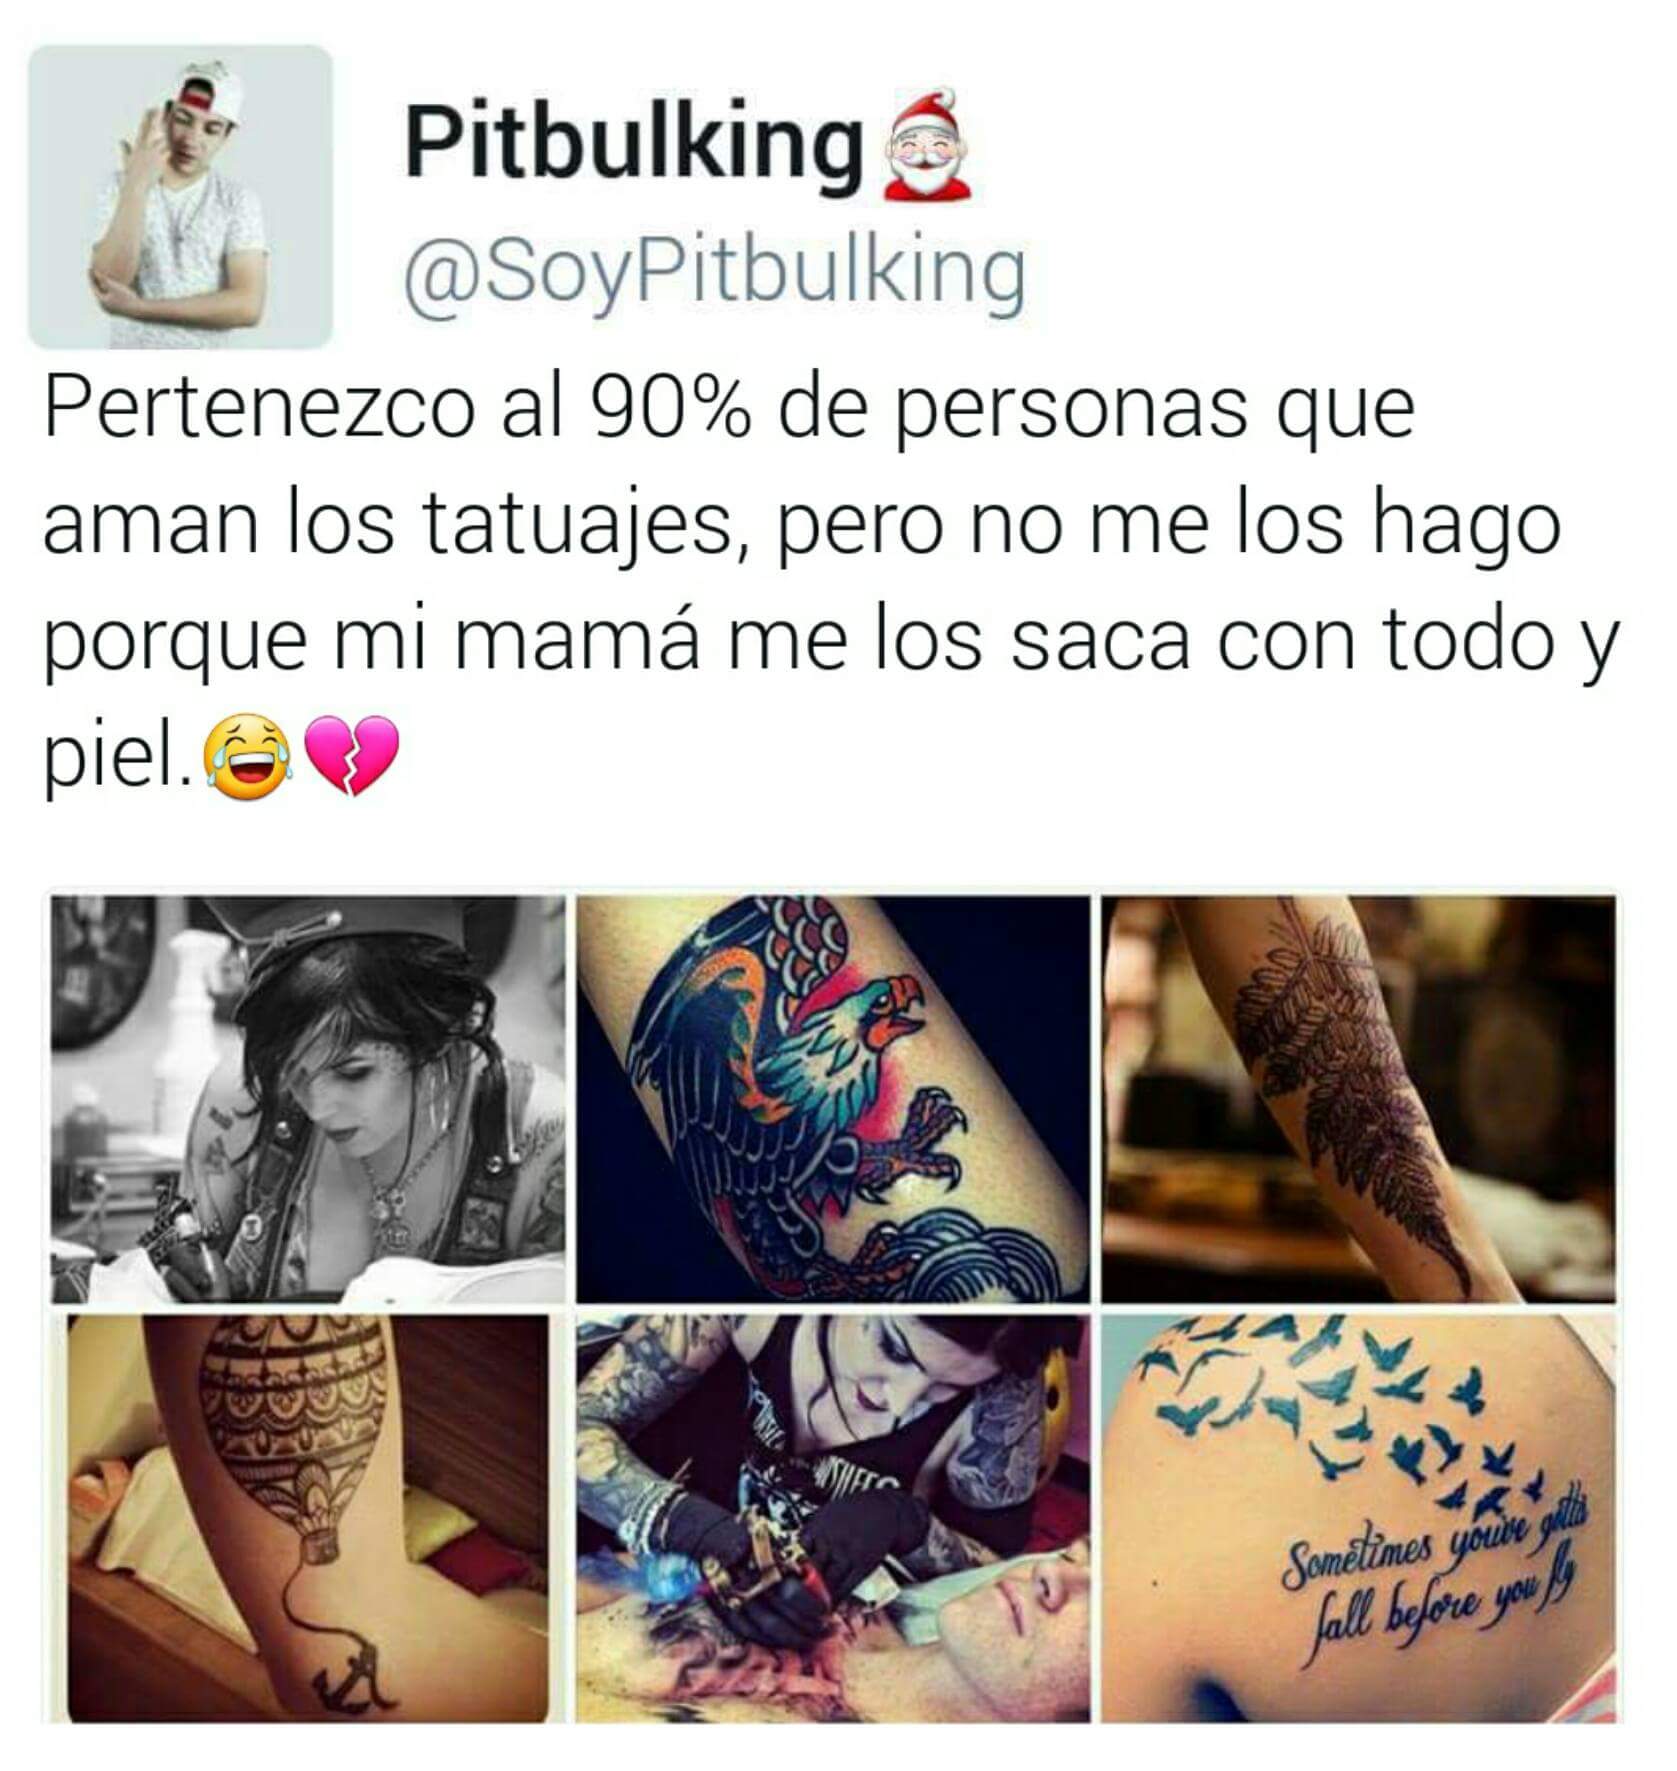 Pitbulking🎅
@SoyPitbulking
Pertenezco al 90% de personas que
aman los tatuajes, pero no me los hago
porque mi mamá me los saca con todo y
piel.😂💔
Sometimes you've gotta
fall before you fly